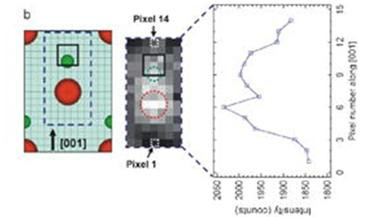 b
Pixel 14
[001]
Pixel 1
15
12
9
6
3
0
Pixel number along [001]
2050
2000
1950
1900
1850
Intensity (counts)